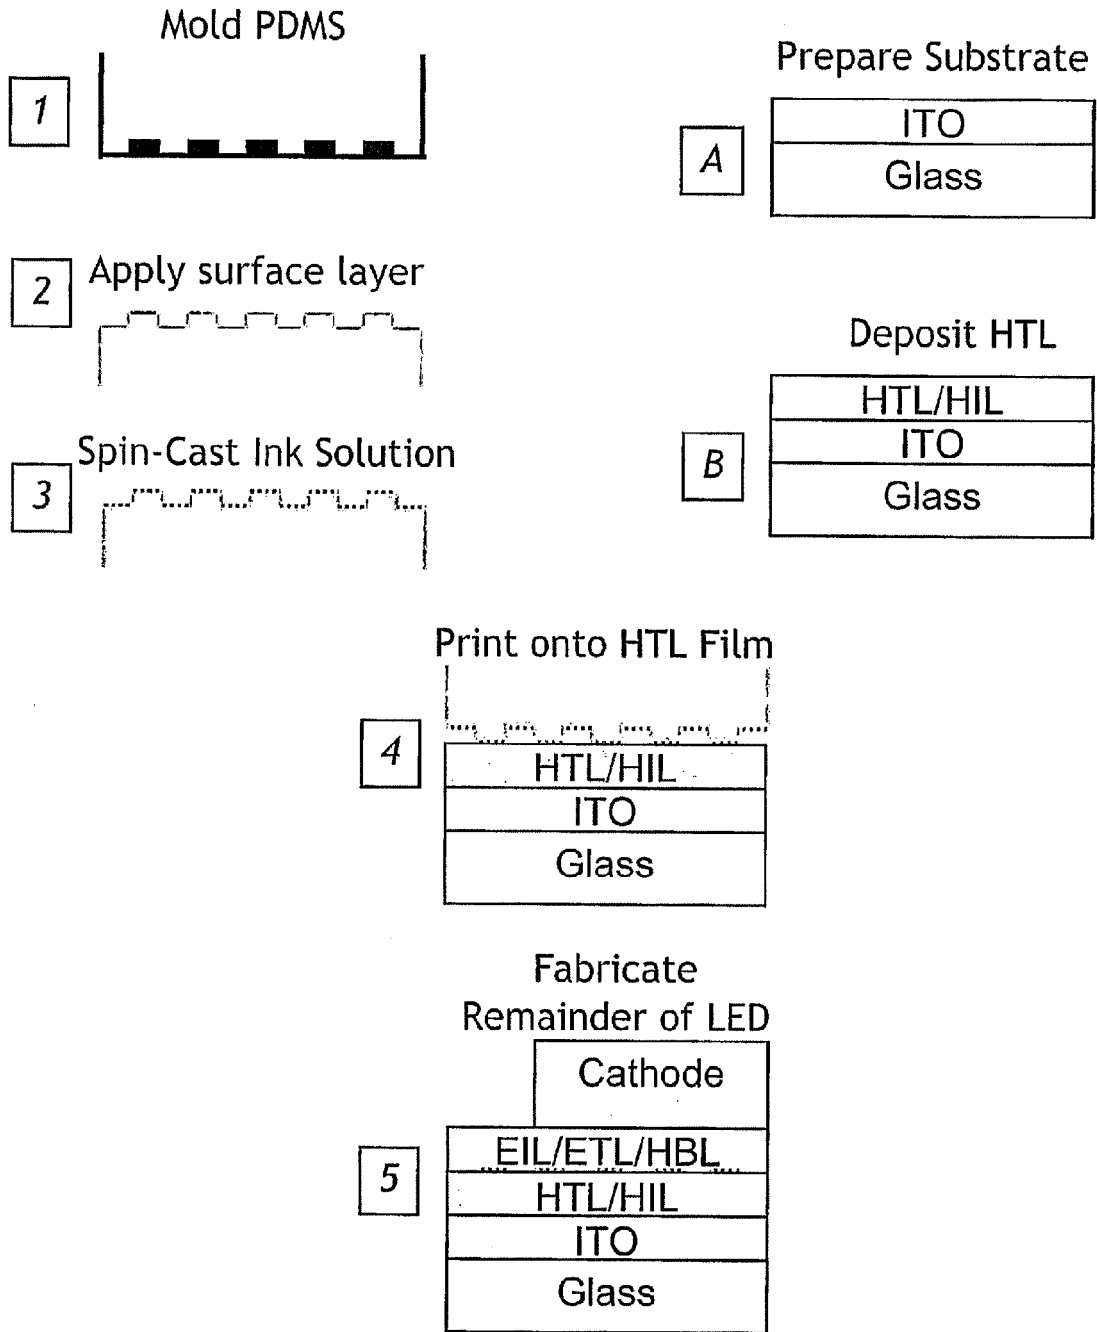 Mold PDMS
1
2
Apply surface layer
3
Spin-Cast Ink Solution
Prepare Substrate
A
ITO
Glass
Deposit HTL
B
HTL/HIL
ITO
Glass
Print onto HTL Film
4
HTL/HIL
ITO
Glass
Fabricate
Remainder of LED
Cathode
5
EIL/ETL/HBL
HTL/HIL
ITO
Glass